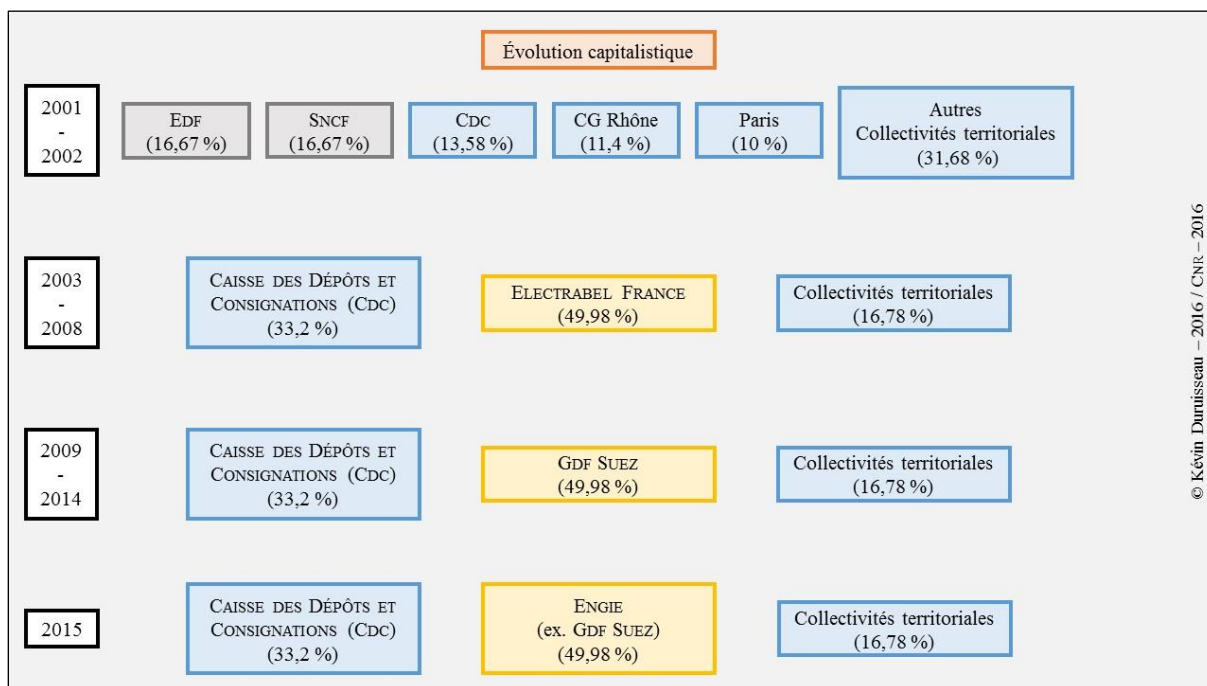 Évolution capitalistique
2001
-
2002
EDF
(16,67 %)
SNCF
(16,67 %)
CDC
(13,58 %)
CG Rhône
(11,4 %)
Paris
(10 %)
Autres
Collectivités territoriales
(31,68 %)
2003
-
2008
CAISSE DES DÉPÔTS ET
CONSIGNATIONS (CDC)
(33,2 %)
ELECTRABEL FRANCE
(49,98 %)
Collectivités territoriales
(16,78 %)
2009
-
2014
CAISSE DES DÉPÔTS ET
CONSIGNATIONS (CDC)
(33,2 %)
GDF SUEZ
(49,98 %)
Collectivités territoriales
(16,78 %)
2015
CAISSE DES DÉPÔTS ET
CONSIGNATIONS (CDC)
(33,2 %)
ENGIE
(ex. GDF SUEZ)
(49,98 %)
Collectivités territoriales
(16,78 %)
© Kévin Duruisseau – 2016 / CNR – 2016